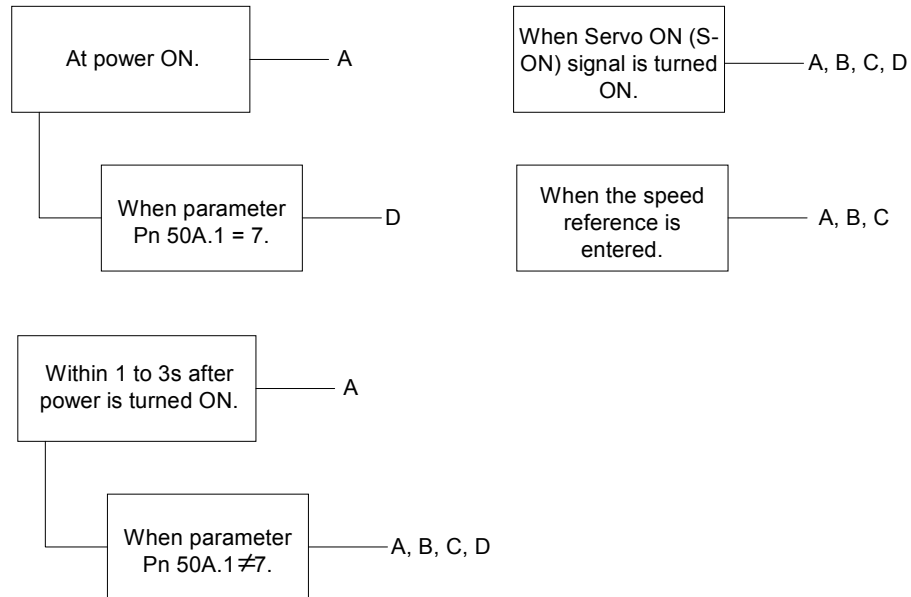 At power ON.
A
When parameter
Pn 50A.1 = 7.
D
Within 1 to 3s after
power is turned ON.
A
When parameter
Pn 50A.1≠7.
A, B, C, D
When Servo ON (S-
ON) signal is turned
ON.
A, B, C, D
When the speed
reference is
entered.
A, B, C